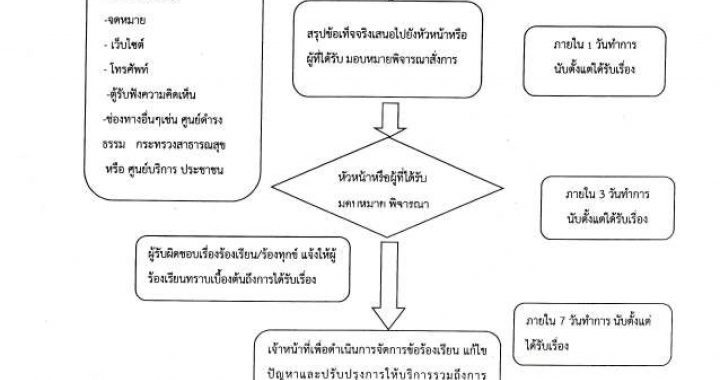 -จดหมาย
- เว็บไซต์
- โทรศัพท์
-ตู้รับฟังความคิดเห็น
-ช่องทางอื่นๆเช่น ศูนย์ดำรง
ธรรม กระทรวงสาธารณสุข
หรือ ศูนย์บริการ ประชาชน
สรุปข้อเท็จจริงเสนอไปยังหัวหน้าหรือ
ผู้ที่ได้รับ มอบหมายพิจารณาสั่งการ
ภายใน 1 วันทำการ
นับตั้งแต่ได้รับเรื่อง
หัวหน้าหรือผู้ที่ได้รับ
มอบหมาย พิจารณา
ภายใน 3 วันทำการ
นับตั้งแต่ได้รับเรื่อง
ผู้รับผิดชอบเรื่องร้องเรียน/ร้องทุกข์ แจ้งให้ผู้
ร้องเรียนทราบเบื้องต้นถึงการได้รับเรื่อง
ภายใน 7 วันทำการ นับตั้งแต่
ได้รับเรื่อง
เจ้าหน้าที่เพื่อดำเนินการจัดการข้อร้องเรียน แก้ไข
ปัญหาและปรับปรุงการให้บริการรวมถึงการ